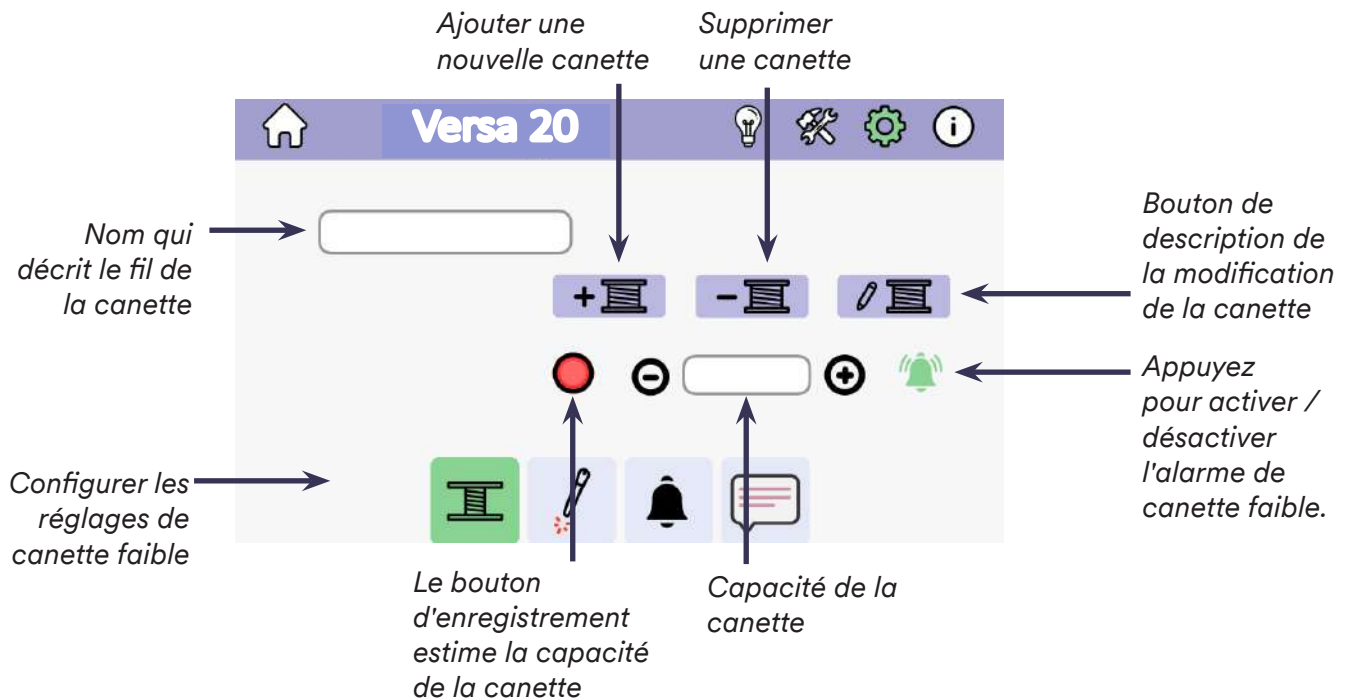 Ajouter une
nouvelle canette
Supprimer
une canette
Versa 20
Nom qui
décrit le fil de
la canette
Bouton de
description de
la modification
de la canette
Appuyez
pour activer /
désactiver
l'alarme de
canette faible.
Configurer les
réglages de
canette faible
Le bouton
d'enregistrement
estime la capacité
de la canette
Capacité de la
canette